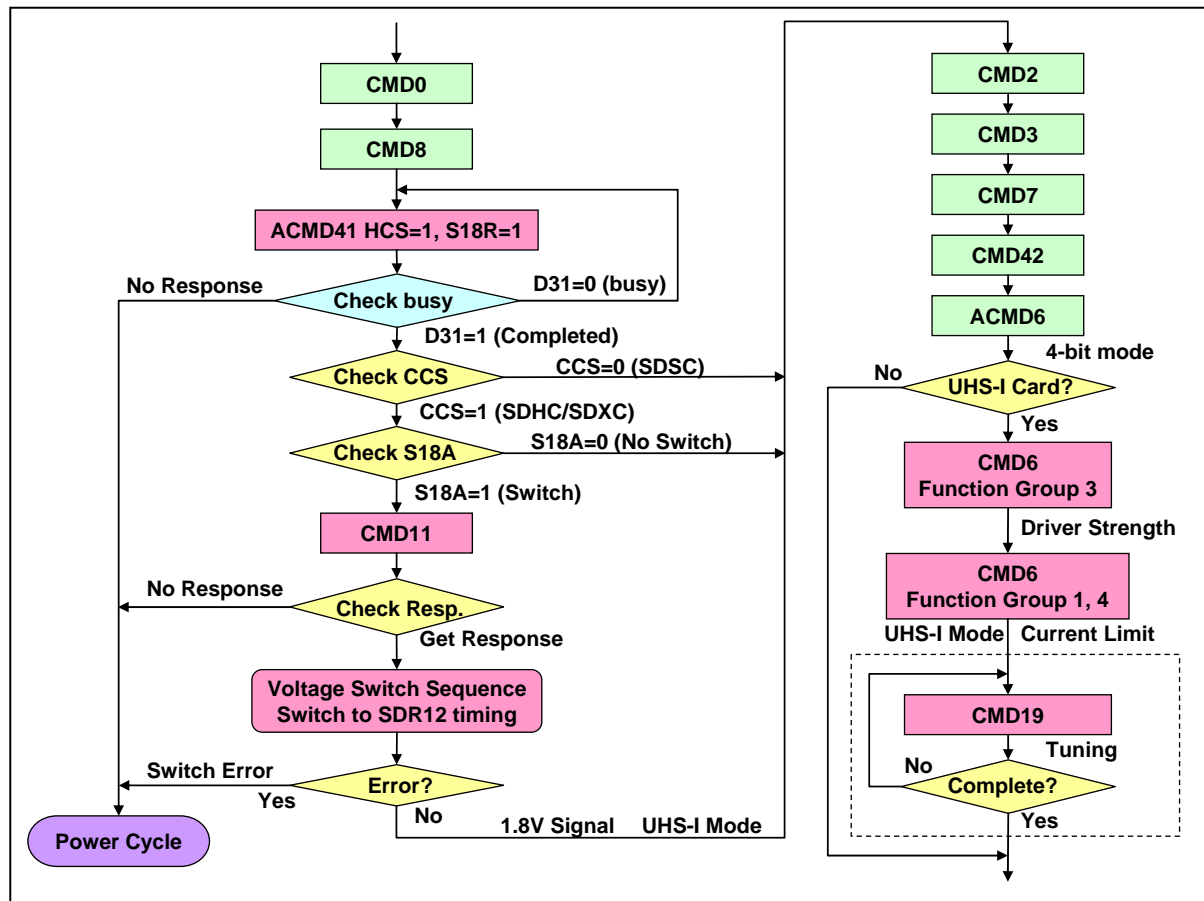 CMD0
CMD8
ACMD41 HCS=1, S18R=1
No Response
Check busy
D31=0 (busy)
D31=1 (Completed)
Check CCS
CCS=0 (SDSC)
CCS=1 (SDHC/SDXC)
Check S18A
S18A=0 (No Switch)
S18A=1 (Switch)
CMD11
No Response
Check Resp.
Get Response
Voltage Switch Sequence
Switch to SDR12 timing
Switch Error
Error?
Yes
No
1.8V Signal UHS-I Mode
Power Cycle
CMD2
CMD3
CMD7
CMD42
ACMD6
4-bit mode
No
UHS-I Card?
Yes
CMD6
Function Group 3
Driver Strength
CMD6
Function Group 1, 4
UHS-I Mode
Current Limit
CMD19
Tuning
No
Complete?
Yes